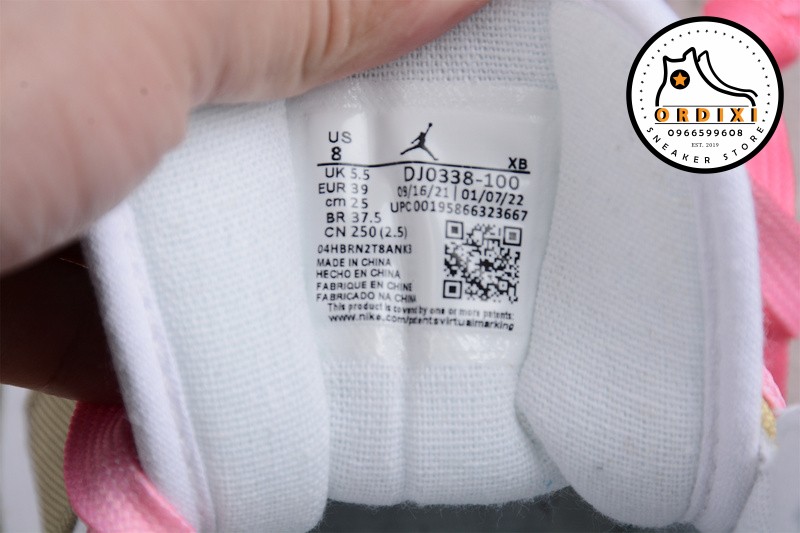 US
8
XB
UK 5.5
DJ0338-100
EUR 39
09/16/21 | 01/07/22
cm 25
UPC:00195866323667
BR 37.5
CN 250 (2.5)
04HBRN2T8ANK3
MADE IN CHINA
HECHO EN CHINA
FABRIQUE EN CHINE
FABRICADO NA CHINA
This product is covered by one or more patents:
www.nike.com/patentsvirtualmarking
ORDIXI
0966599608
EST. 2019
SNEAKER STORE